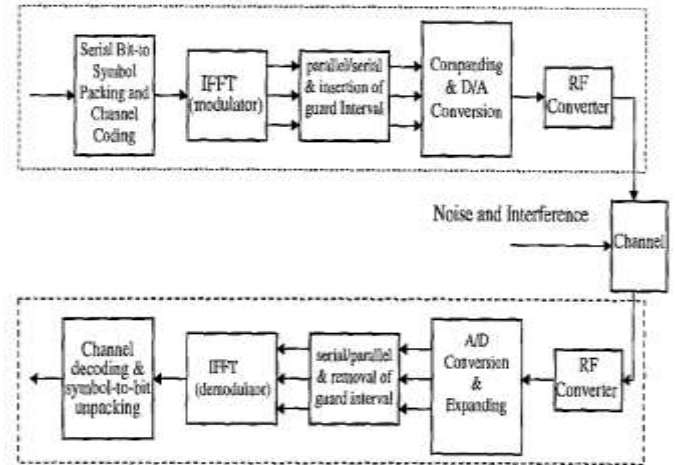 Serial Bit-to
Symbol
Packing and
Channel
Coding
IFFT
(modulator)
parallel/serial
& insertion of
guard Interval
Companding
& D/A
Conversion
RF
Converter
Noise and Interference
Channel
Channel
decoding &
symbol-to-bit
unpacking
IFFT
(demodulator)
serial/parallel
& removal of
guard interval
A/D
Conversion
&
Expanding
RF
Converter